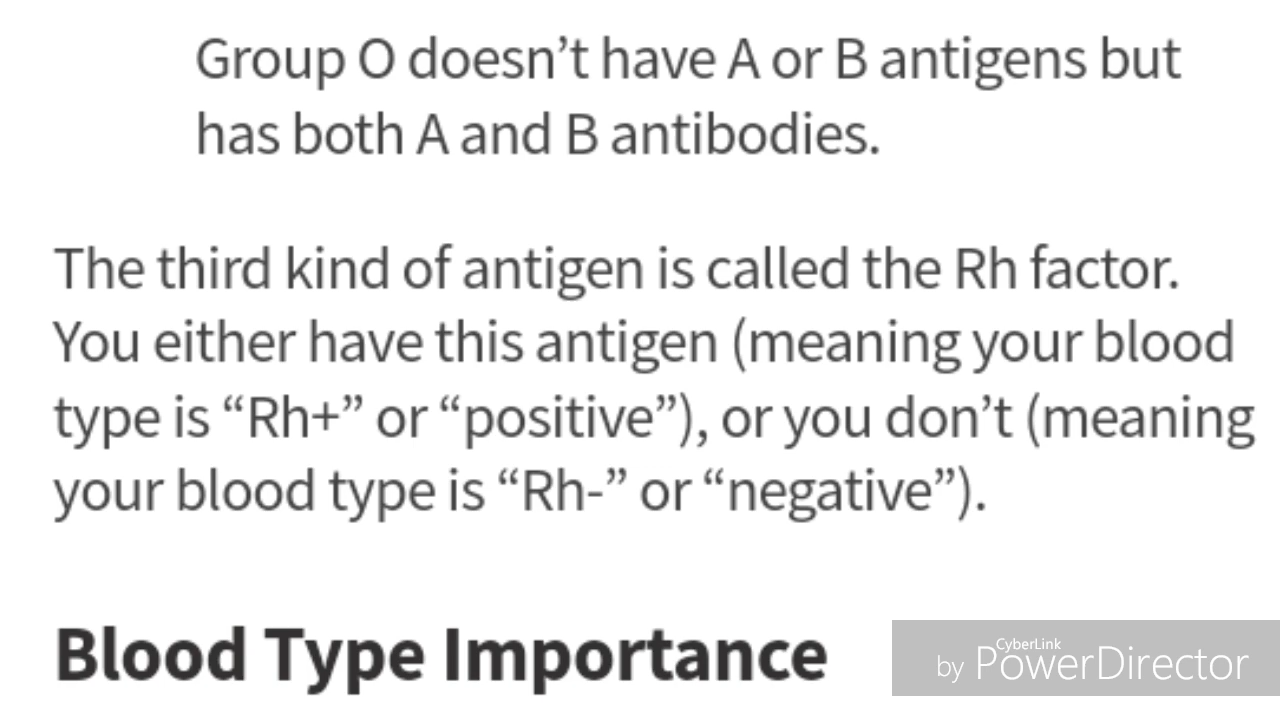 Group O doesn’t have A or B antigens but
has both A and B antibodies.
The third kind of antigen is called the Rh factor.
You either have this antigen (meaning your blood
type is “Rh+” or “positive”), or you don’t (meaning
your blood type is “Rh-” or “negative”).
Blood Type Importance
CyberLink
by PowerDirector